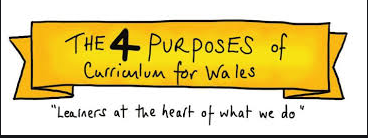 THE 4 PURPOSES of
Curriculum for Wales
"Learners at the heart of what we do"